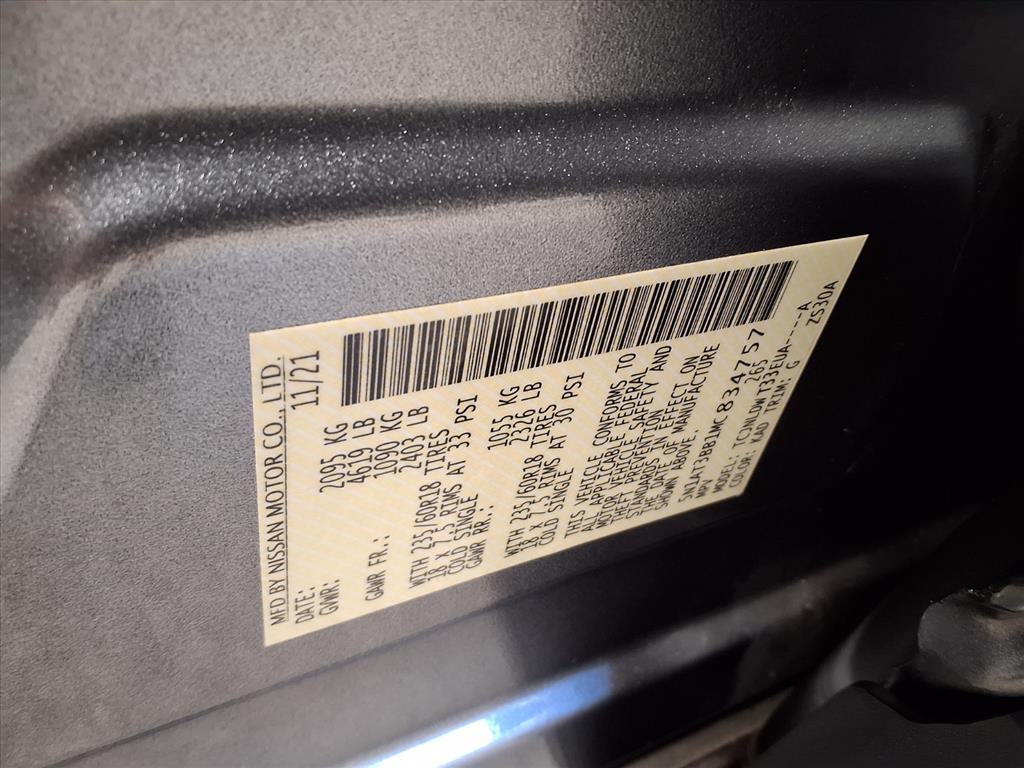 MFD BY NISSAN MOTOR CO., LTD.
DATE: 11/21
GWR: 2095 KG
4619 LB
GAWR FR.: 1090 KG
2403 LB
WITH 235/60R18 TIRES
18 x 7.5 RIMS AT 33 PSI
COLD SINGLE
GAWR RR.: 1055 KG
2326 LB
WITH 235/60R18 TIRES
18 x 7.5 RIMS AT 30 PSI
COLD SINGLE
THIS VEHICLE CONFORMS TO
ALL APPLICABLE FEDERAL
MOTOR VEHICLE SAFETY AND
THEFT PREVENTION
STANDARDS IN EFFECT ON
THE DATE OF MANUFACTURE
SHOWN ABOVE.
5N1AT3BB1MC834757
MPV 265
MODEL:
COLOR: KAD TRIM: G
ZS30A